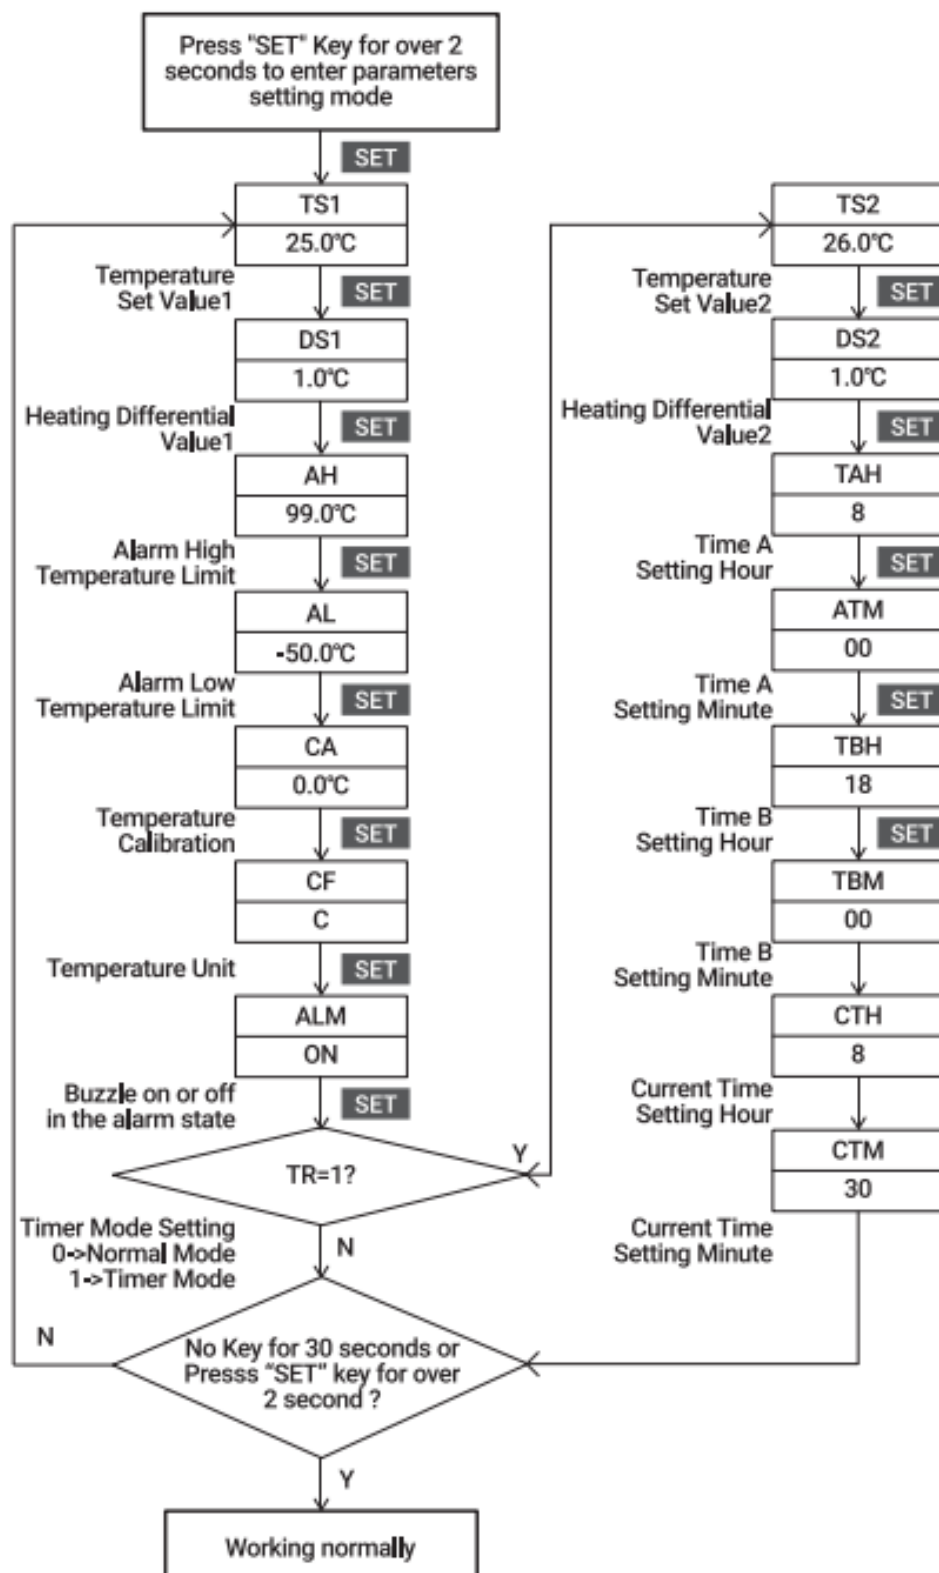 Press "SET" Key for over 2
seconds to enter parameters
setting mode
SET
TS1
25.0℃
Temperature
Set Value1
SET
DS1
1.0℃
Heating Differential
Value1
SET
AH
99.0℃
Alarm High
Temperature Limit
SET
AL
-50.0℃
Alarm Low
Temperature Limit
SET
CA
0.0℃
Temperature
Calibration
SET
CF
C
Temperature Unit
SET
ALM
ON
Buzzle on or off
in the alarm state
SET
TR=1?
Y
Timer Mode Setting
0->Normal Mode
1->Timer Mode
N
N
No Key for 30 seconds or
Presss “SET” key for over
2 second ?
Y
Working normally
TS2
26.0℃
Temperature
Set Value2
SET
DS2
1.0℃
Heating Differential
Value2
SET
TAH
8
Time A
Setting Hour
SET
ATM
00
Time A
Setting Minute
SET
TBH
18
Time B
Setting Hour
SET
TBM
00
Time B
Setting Minute
CTH
8
Current Time
Setting Hour
CTM
30
Current Time
Setting Minute